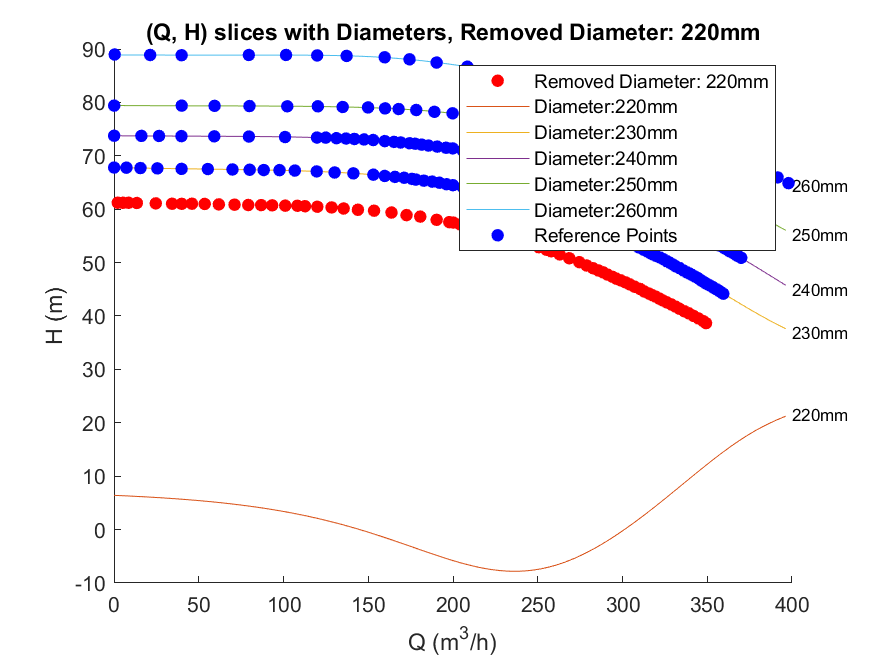 (Q, H) slices with Diameters, Removed Diameter: 220mm
90
80
70
60
50
40
30
20
10
0
-10
H (m)
Removed Diameter: 220mm
Diameter:220mm
Diameter:230mm
Diameter:240mm
Diameter:250mm
Diameter:260mm
Reference Points
260mm
250mm
240mm
230mm
220mm
0 50 100 150 200 250 300 350 400
Q (m³/h)